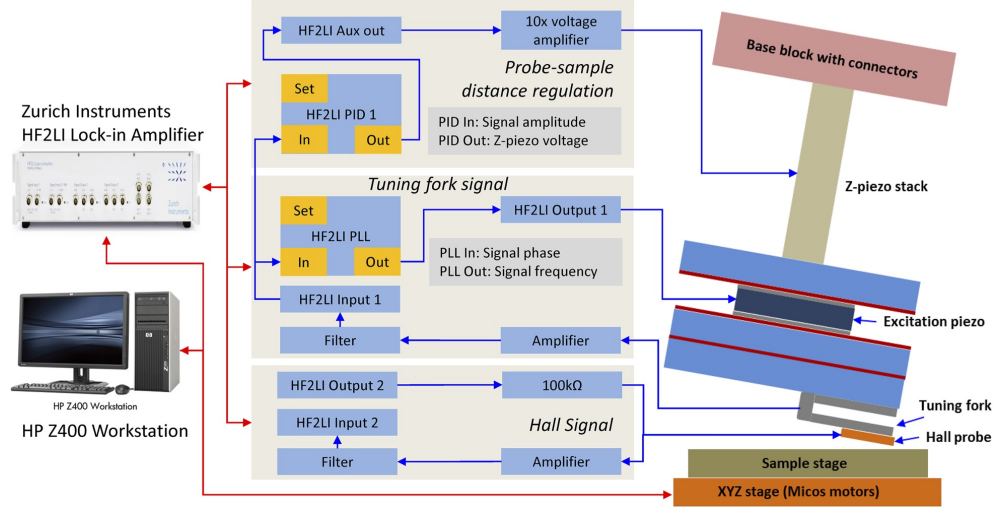 HF2LI Aux out
10x voltage
amplifier
Base block with connectors
Probe-sample
distance regulation
Set
HF2LI PID 1
In
Out
PID In: Signal amplitude
PID Out: Z-piezo voltage
Zurich Instruments
HF2LI Lock-in Amplifier
Zurich
Instruments
Z-piezo stack
Tuning fork signal
Set
HF2LI PLL
In
Out
HF2LI Output 1
PLL In: Signal phase
PLL Out: Signal frequency
HF2LI Input 1
Filter
Amplifier
Excitation piezo
HP Z400 Workstation
HP Z400 Workstation
HF2LI Output 2
100kΩ
HF2LI Input 2
Hall Signal
Filter
Amplifier
Tuning fork
Hall probe
Sample stage
XYZ stage (Micos motors)